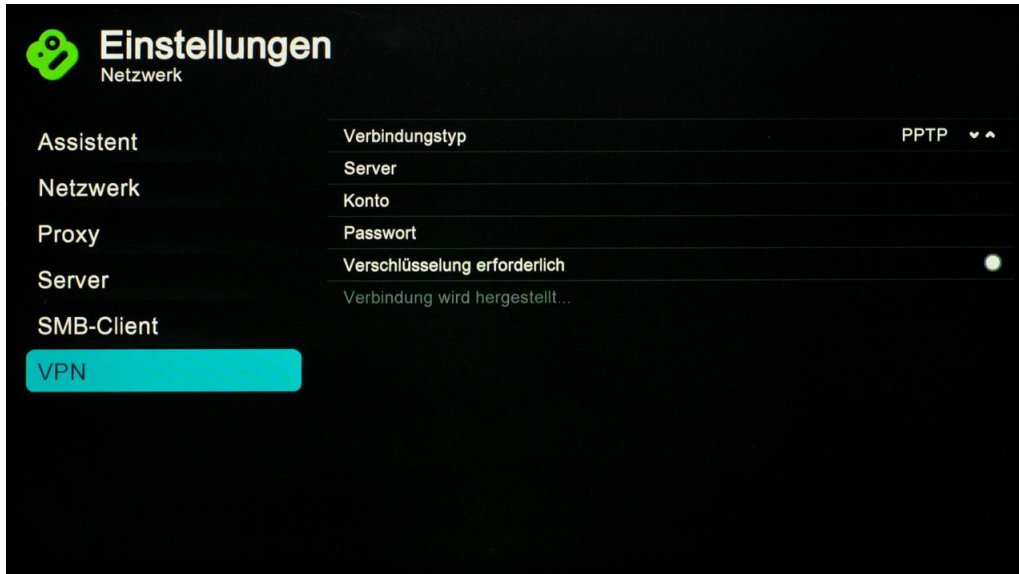 Einstellungen
Netzwerk
Assistent
Netzwerk
Proxy
Server
SMB-Client
VPN
Verbindungstyp PPTP
Server
Konto
Passwort
Verschlüsselung erforderlich
Verbindung wird hergestellt...